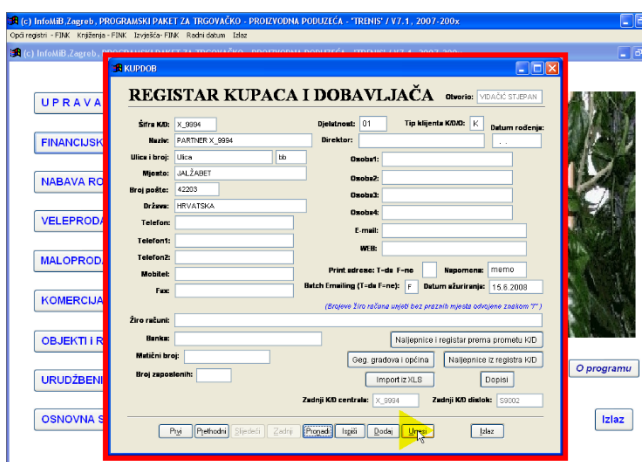 (c) InfoMiB,Zagreb, PROGRAMSKI PAKET ZA TRGOVAČKO - PROIZVODNA PODUZEĆA - "TRENIS" / V7.1, 2007-200x
Opći registri - FINK Knjiženja - FINK Izvješća- FINK Radni datum Izlaz
(c) InfoMiB,Zagreb, PROGRAMSKI PAKET ZA TRGOVAČKO - PROIZVODNA PODUZEĆA - "TRENIS" / V7.1, 2007-200x
KUPDOB
REGISTAR KUPACA I DOBAVLJAČA Otvorio: VIDAČIĆ STJEPAN
Šifra K/D: X_9994 Djelatnost: 01 Tip klijenta K/D/O: K Datum rođenja:
Naziv: PARTNER X_9994 Direktor: . .
Ulica i broj: Ulica bb Osoba1:
Mjesto: JALŽABET Osoba2:
Broj pošte: 42203 Osoba3:
Država: HRVATSKA Osoba4:
Telefon: E-mail:
Telefon1: WEB:
Telefon2: Print adrese: T-da F-ne Napomena: memo
Mobitel: Batch Emailing (T-da F-ne): F Datum ažuriranja: 15.6.2008
Fax: (Brojeve žiro računa unijeti bez praznih mjesta odvojene znakom "/" )
Žiro računi:
Banka: Naljepnice i registar prema prometu K/D
Matični broj: Geg. gradova i općina Naljepnice iz registra K/D
Broj zaposlenih: Import iz XLS Dopisi
Zadnji K/D centrala: X_9994 Zadnji K/D dislok: S9002
Prvi Prethodni Sljedeći Zadnji Pronađi Ispiši Dodaj Unesi Izlaz
U P R A V A
FINANCIJSK
NABAVA RO
VELEPRODA
MALOPROD
KOMERCIJA
OBJEKTI I R
URUDŽBENI
OSNOVNA S
O programu
Izlaz